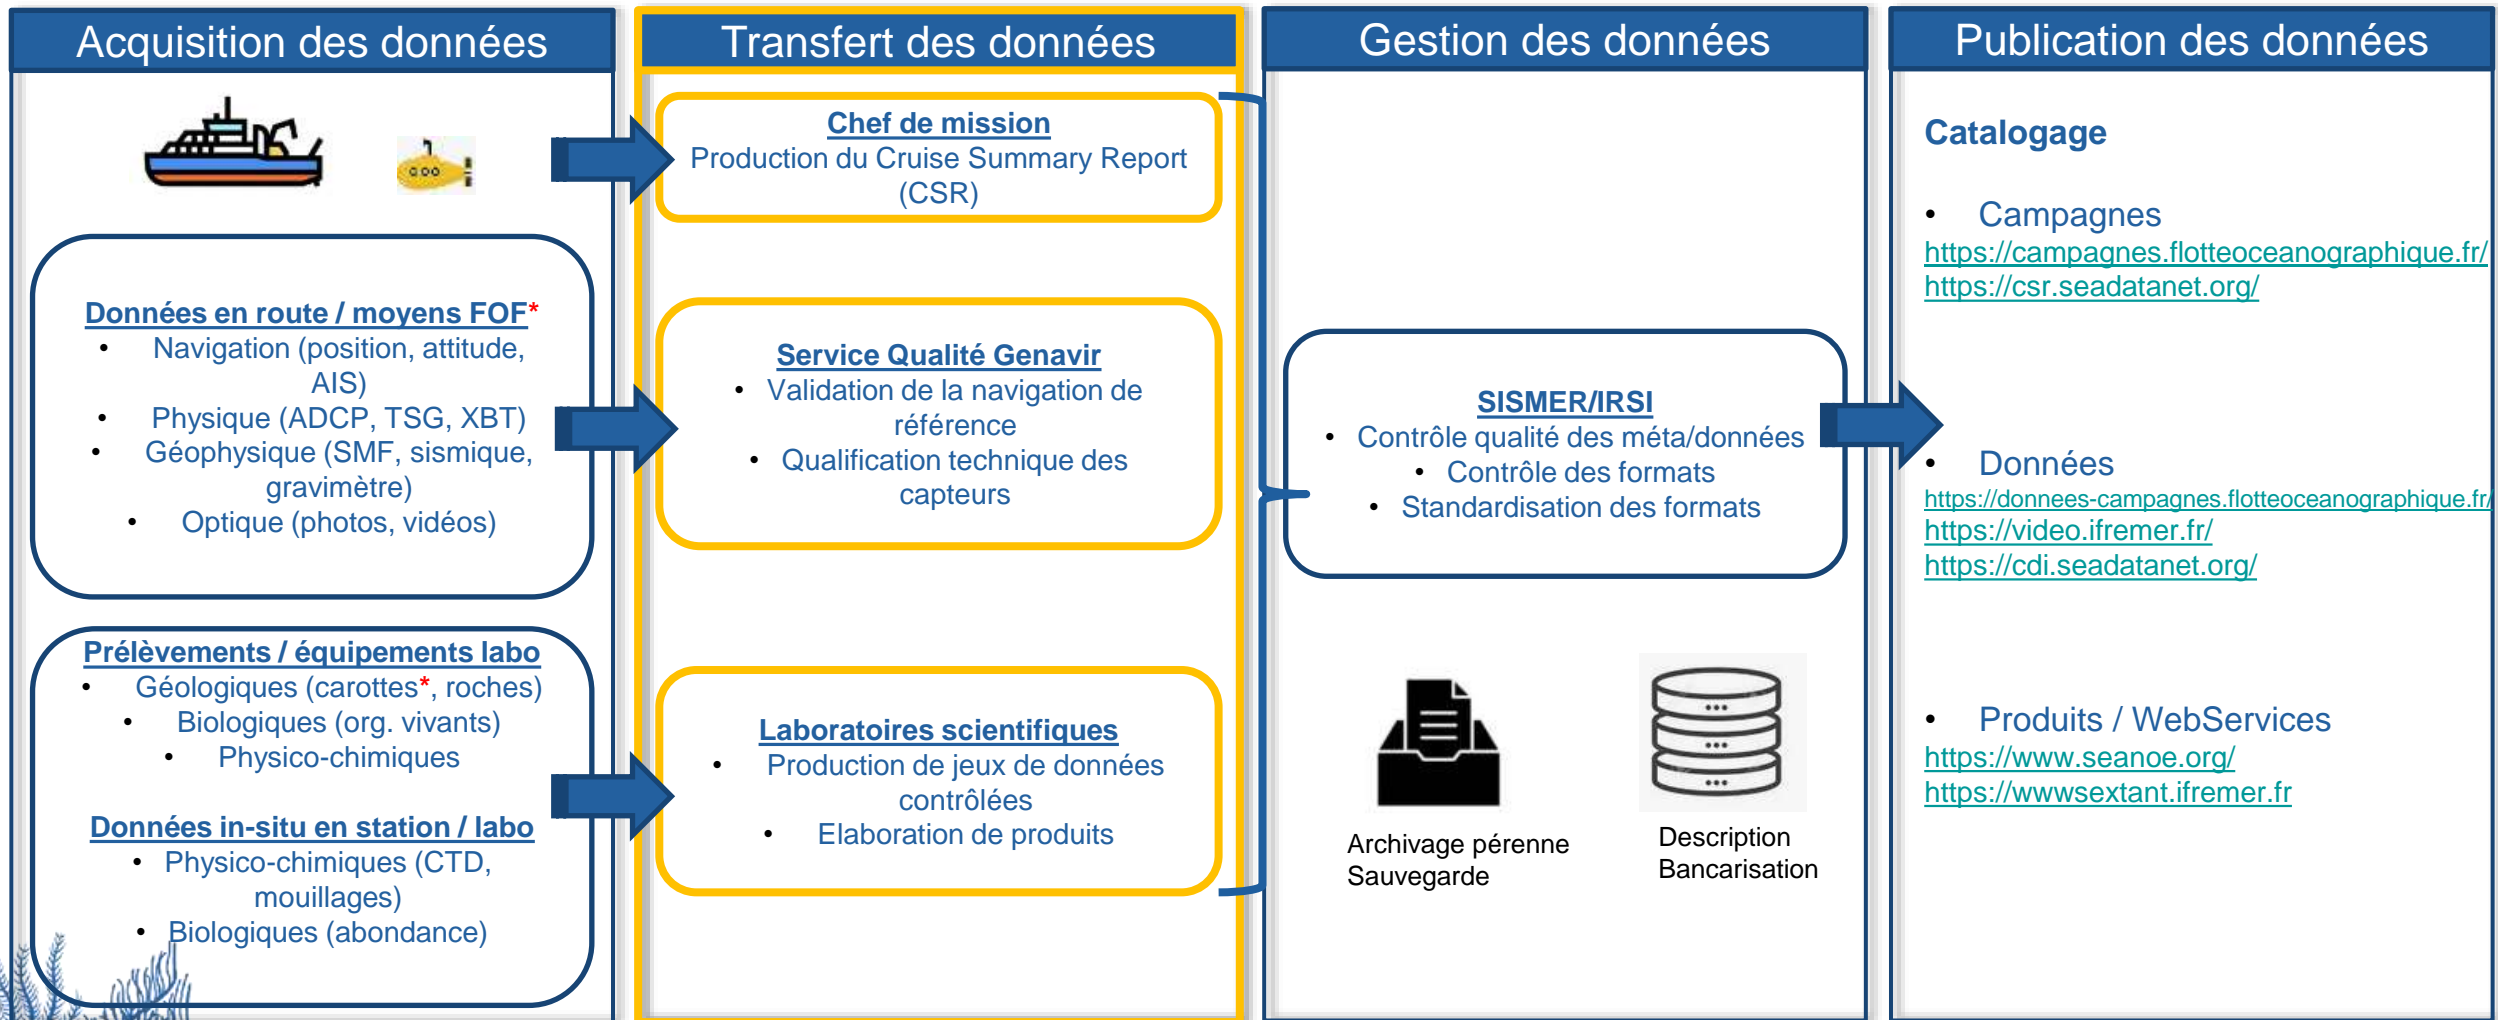 Acquisition des données
Données en route / moyens FOF*
• Navigation (position, attitude,
AIS)
• Physique (ADCP, TSG, XBT)
• Géophysique (SMF, sismique,
gravimètre)
• Optique (photos, vidéos)
Prélèvements / équipements labo
• Géologiques (carottes*, roches)
• Biologiques (org. vivants)
• Physico-chimiques
Données in-situ en station / labo
• Physico-chimiques (CTD,
mouillages)
• Biologiques (abondance)
Transfert des données
Chef de mission
Production du Cruise Summary Report
(CSR)
Service Qualité Genavir
• Validation de la navigation de
référence
• Qualification technique des
capteurs
Laboratoires scientifiques
• Production de jeux de données
contrôlées
• Elaboration de produits
Gestion des données
SISMER/IRSI
• Contrôle qualité des méta/données
• Contrôle des formats
• Standardisation des formats
Archivage pérenne
Sauvegarde
Description
Bancarisation
Publication des données
Catalogage
• Campagnes
https://campagnes.flotteoceanographique.fr/
https://csr.seadatanet.org/
• Données
https://donnees-campagnes.flotteoceanographique.fr/
https://video.ifremer.fr/
https://cdi.seadatanet.org/
• Produits / WebServices
https://www.seanoe.org/
https://wwwsextant.ifremer.fr